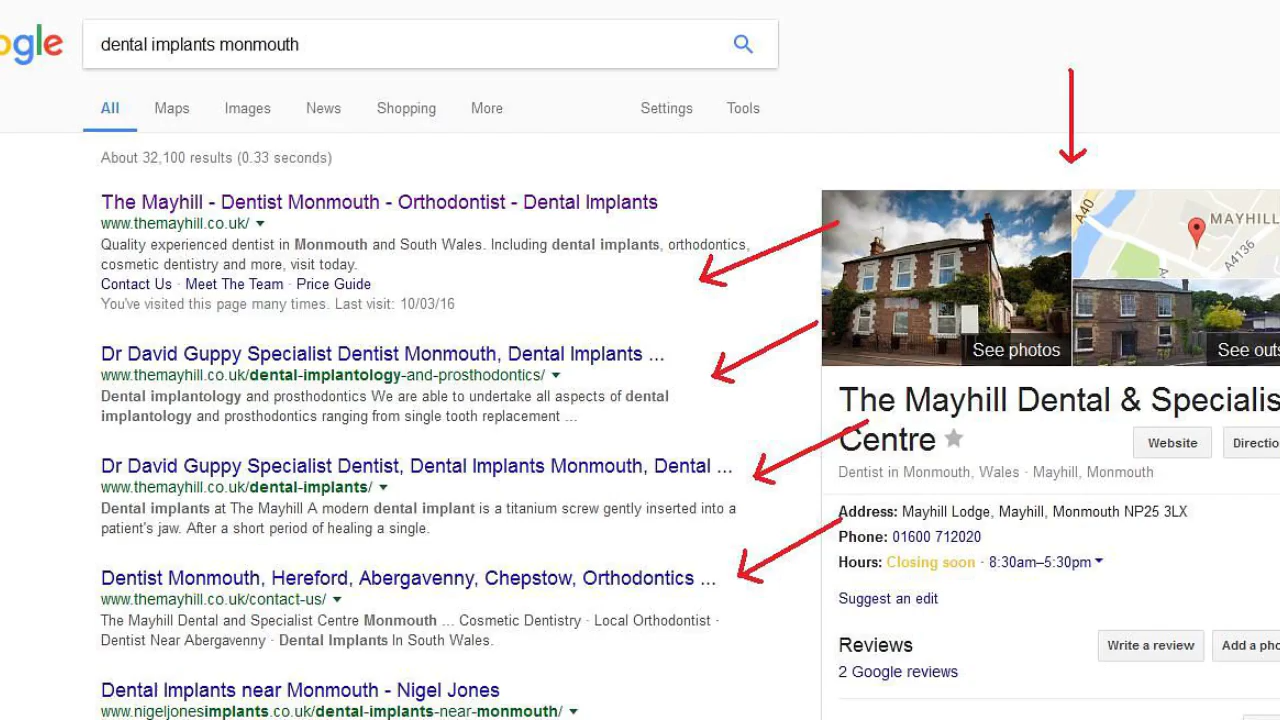 ogle
dental implants monmouth
All Maps Images News Shopping More Settings Tools
About 32,100 results (0.33 seconds)
The Mayhill - Dentist Monmouth - Orthodontist - Dental Implants
www.themayhill.co.uk/
Quality experienced dentist in Monmouth and South Wales. Including dental implants, orthodontics,
cosmetic dentistry and more, visit today.
Contact Us · Meet The Team · Price Guide
You've visited this page many times. Last visit: 10/03/16
Dr David Guppy Specialist Dentist Monmouth, Dental Implants ...
www.themayhill.co.uk/dental-implantology-and-prosthodontics/
Dental implantology and prosthodontics We are able to undertake all aspects of dental
implantology and prosthodontics ranging from single tooth replacement ...
Dr David Guppy Specialist Dentist, Dental Implants Monmouth, Dental ...
www.themayhill.co.uk/dental-implants/
Dental implants at The Mayhill A modern dental implant is a titanium screw gently inserted into a
patient's jaw. After a short period of healing a single.
Dentist Monmouth, Hereford, Abergavenny, Chepstow, Orthodontics ...
www.themayhill.co.uk/contact-us/
The Mayhill Dental and Specialist Centre Monmouth ... Cosmetic Dentistry · Local Orthodontist ·
Dentist Near Abergavenny · Dental Implants In South Wales.
Dental Implants near Monmouth - Nigel Jones
www.nigeljonesimplants.co.uk/dental-implants-near-monmouth/
A40
MAYHILL
A4136
A
See photos
See outs
The Mayhill Dental & Specialis
Centre
Website Directio
Dentist in Monmouth, Wales · Mayhill, Monmouth
Address: Mayhill Lodge, Mayhill, Monmouth NP25 3LX
Phone: 01600 712020
Hours: Closing soon · 8:30am–5:30pm
Suggest an edit
Reviews
Write a review Add a pho
2 Google reviews